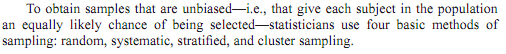 To obtain samples that are unbiased—i.e., that give each subject in the population
an equally likely chance of being selected—statisticians use four basic methods of
sampling: random, systematic, stratified, and cluster sampling.